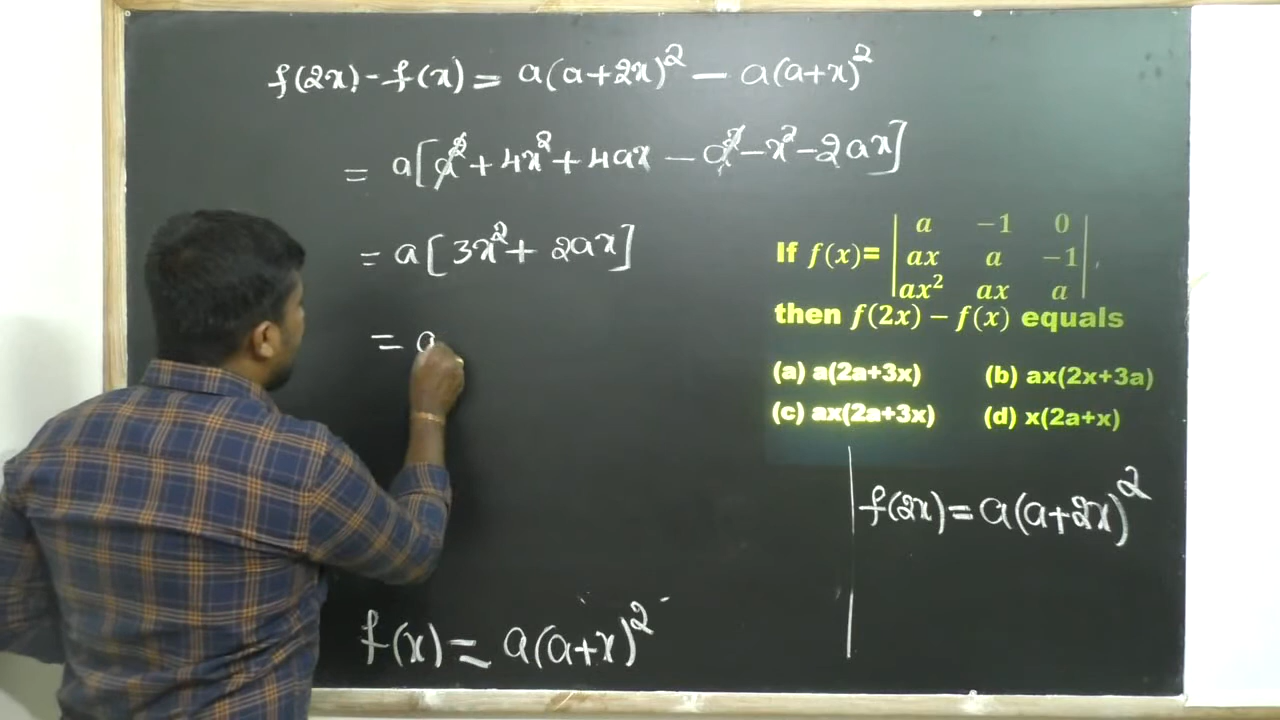 f(2x)-f(x) = a(a+2x)² - a(a+x)²
= a[a²+4x²+4ax-a²-x²-2ax]
= a[3x²+2ax]
= a
If f(x)= | a −1 0 |
| ax a −1 |
| ax² ax a |
then f(2x) − f(x) equals
(a) a(2a+3x) (b) ax(2x+3a)
(c) ax(2a+3x) (d) x(2a+x)
f(2x) = a(a+2x)²
f(x) = a(a+x)²